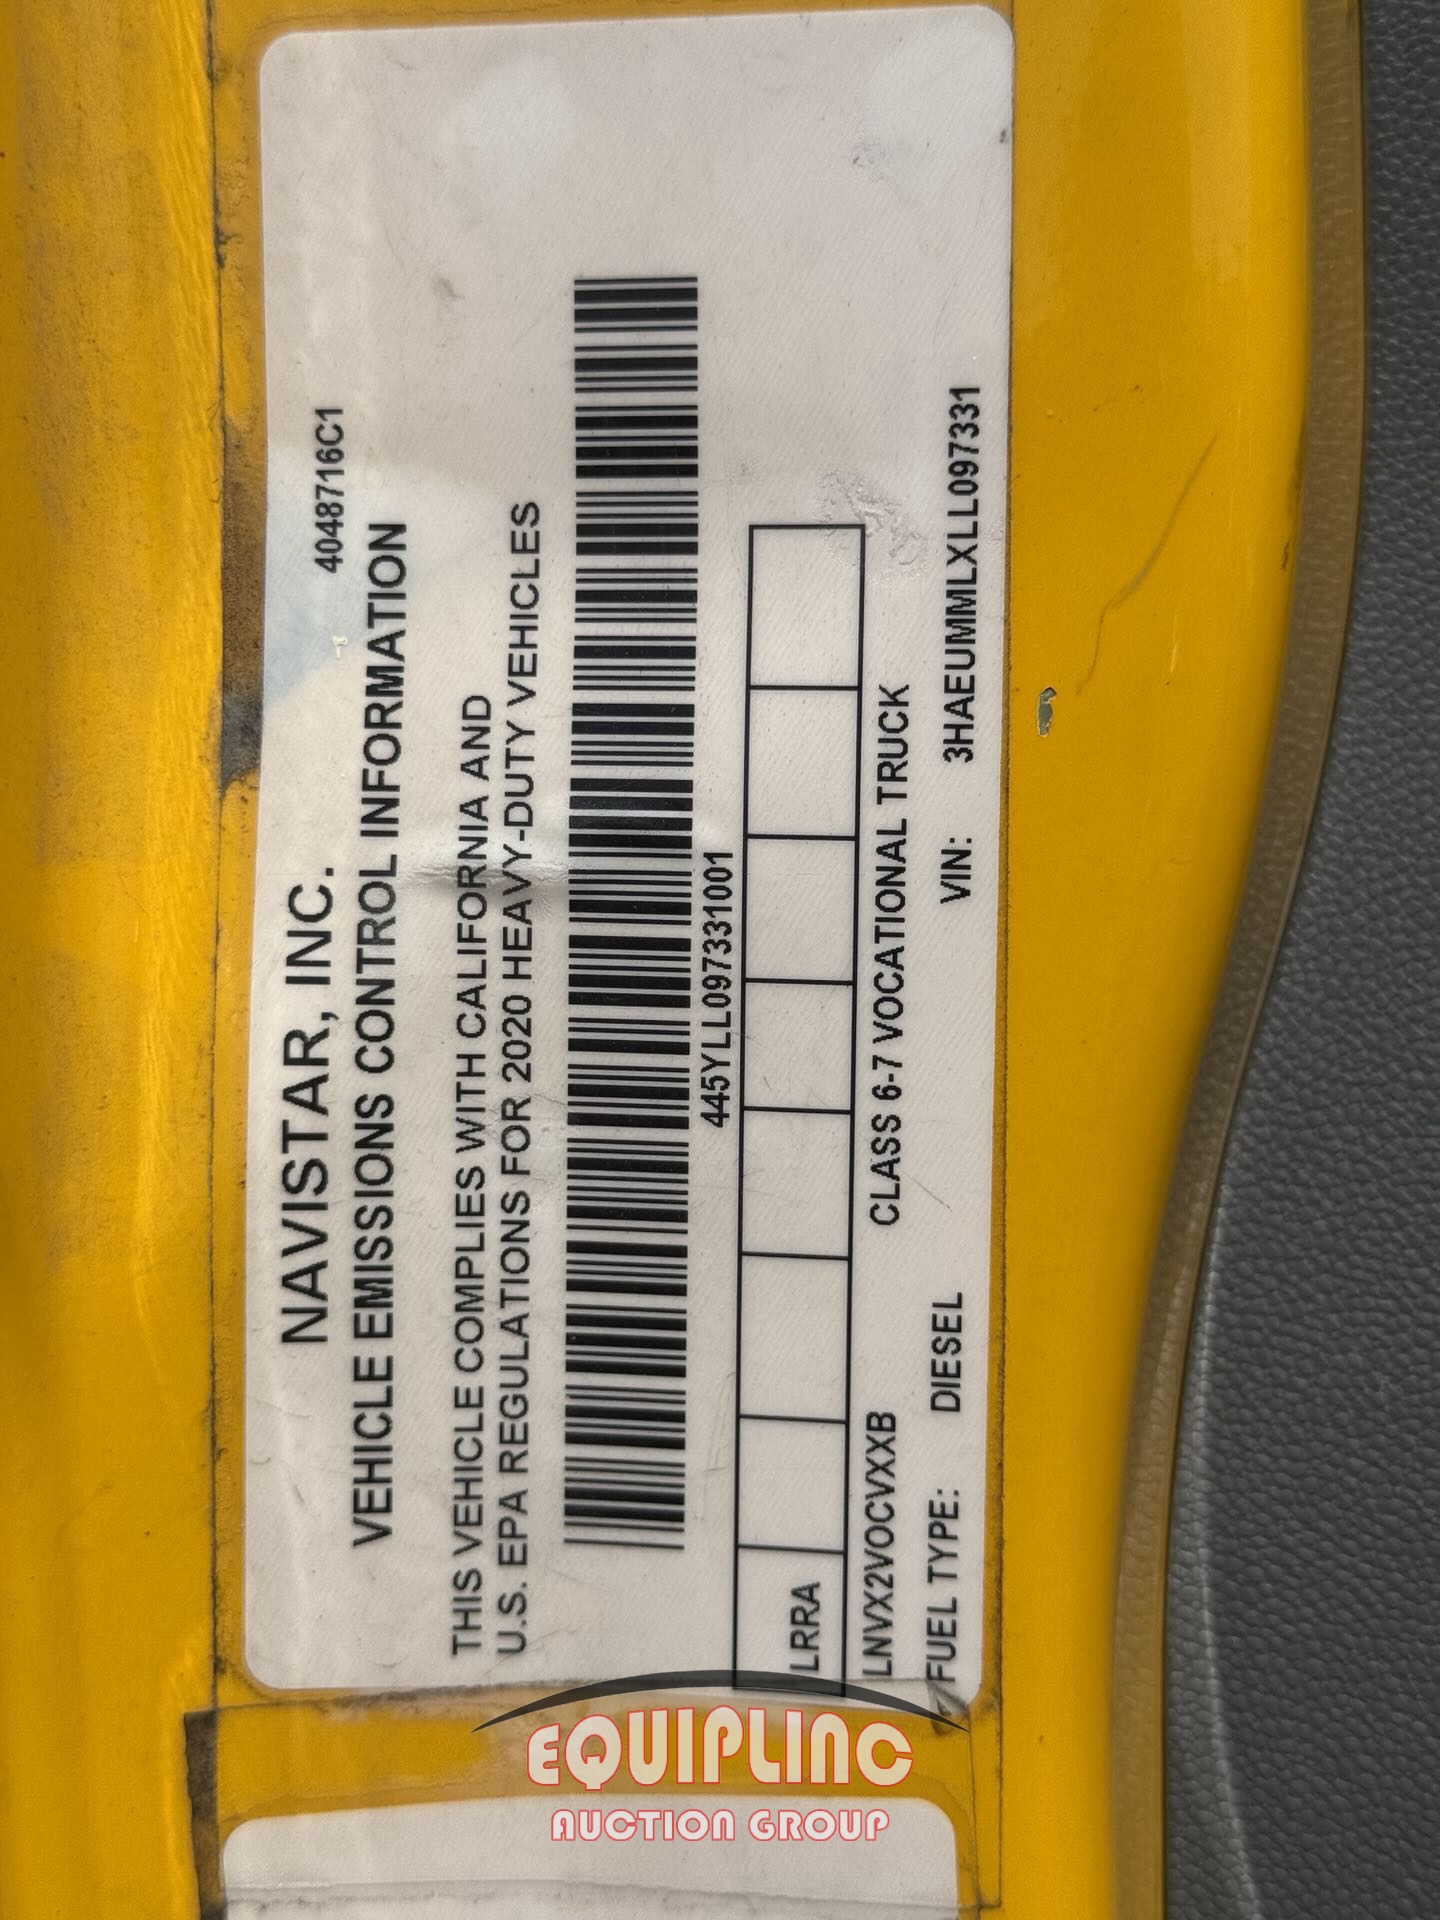 4048716C1
NAVISTAR, INC.
VEHICLE EMISSIONS CONTROL INFORMATION
THIS VEHICLE COMPLIES WITH CALIFORNIA AND
U.S. EPA REGULATIONS FOR 2020 HEAVY-DUTY VEHICLES
445YLL097331001
LRRA
LNVX2VOCVXXB CLASS 6-7 VOCATIONAL TRUCK
FUEL TYPE: DIESEL VIN: 3HAEUMMLXLL097331
EQUIPLINC
AUCTION GROUP